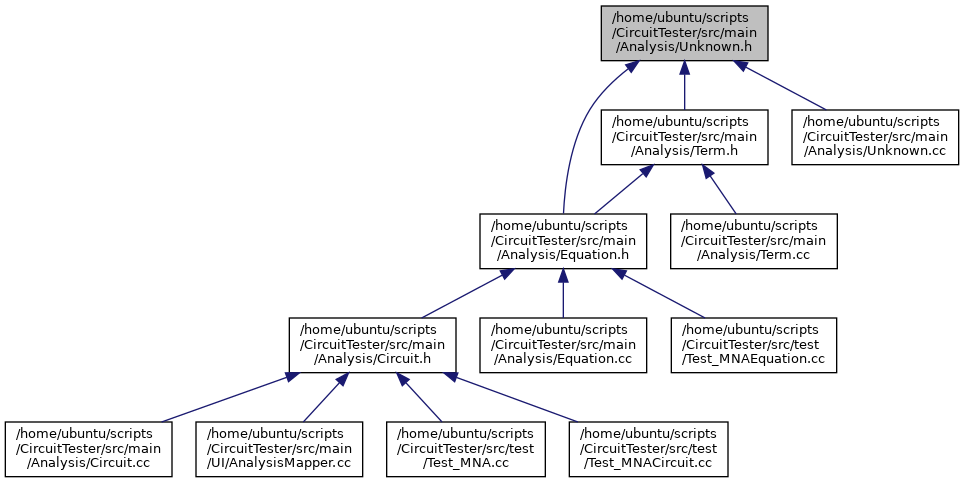 /home/ubuntu/scripts
/CircuitTester/src/main
/Analysis/Unknown.h
/home/ubuntu/scripts
/CircuitTester/src/main
/Analysis/Term.h
/home/ubuntu/scripts
/CircuitTester/src/main
/Analysis/Unknown.cc
/home/ubuntu/scripts
/CircuitTester/src/main
/Analysis/Equation.h
/home/ubuntu/scripts
/CircuitTester/src/main
/Analysis/Term.cc
/home/ubuntu/scripts
/CircuitTester/src/main
/Analysis/Circuit.h
/home/ubuntu/scripts
/CircuitTester/src/main
/Analysis/Equation.cc
/home/ubuntu/scripts
/CircuitTester/src/test
/Test_MNAEquation.cc
/home/ubuntu/scripts
/CircuitTester/src/main
/Analysis/Circuit.cc
/home/ubuntu/scripts
/CircuitTester/src/main
/UI/AnalysisMapper.cc
/home/ubuntu/scripts
/CircuitTester/src/test
/Test_MNA.cc
/home/ubuntu/scripts
/CircuitTester/src/test
/Test_MNACircuit.cc